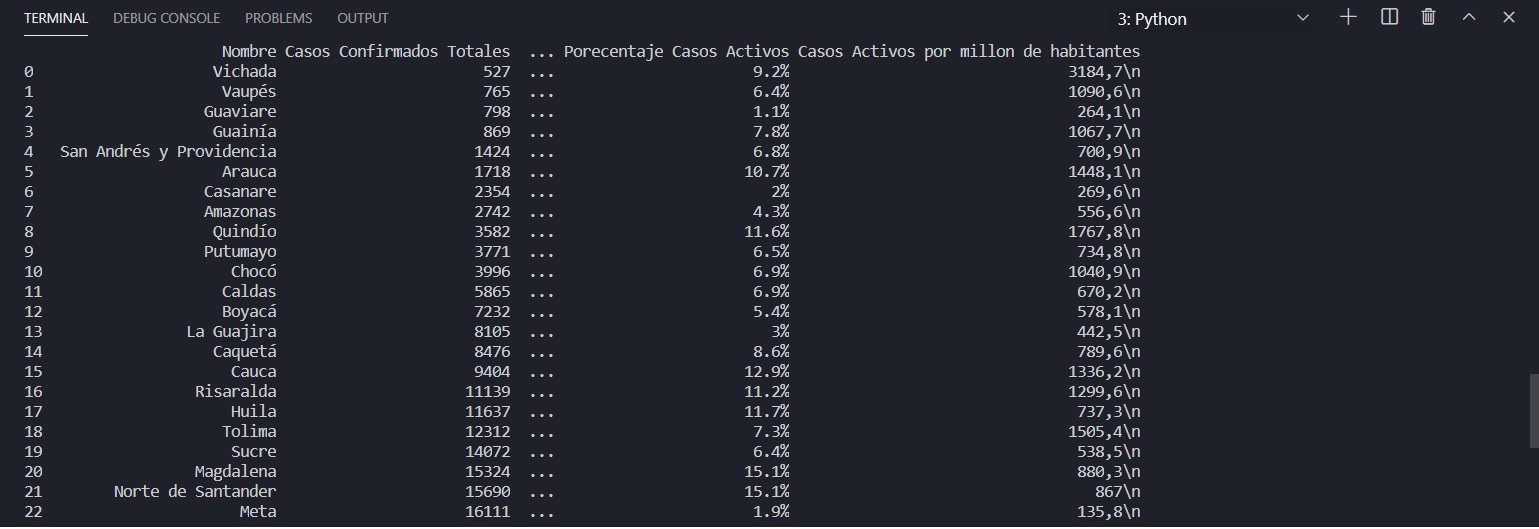 TERMINAL DEBUG CONSOLE PROBLEMS OUTPUT 3: Python
Nombre Casos Confirmados Totales ... Porecentaje Casos Activos Casos Activos por millon de habitantes
0 Vichada 527 ... 9.2% 3184,7\n
1 Vaupés 765 ... 6.4% 1090,6\n
2 Guaviare 798 ... 1.1% 264,1\n
3 Guainía 869 ... 7.8% 1067,7\n
4 San Andrés y Providencia 1424 ... 6.8% 700,9\n
5 Arauca 1718 ... 10.7% 1448,1\n
6 Casanare 2354 ... 2% 269,6\n
7 Amazonas 2742 ... 4.3% 556,6\n
8 Quindío 3582 ... 11.6% 1767,8\n
9 Putumayo 3771 ... 6.5% 734,8\n
10 Chocó 3996 ... 6.9% 1040,9\n
11 Caldas 5865 ... 6.9% 670,2\n
12 Boyacá 7232 ... 5.4% 578,1\n
13 La Guajira 8105 ... 3% 442,5\n
14 Caquetá 8476 ... 8.6% 789,6\n
15 Cauca 9404 ... 12.9% 1336,2\n
16 Risaralda 11139 ... 11.2% 1299,6\n
17 Huila 11637 ... 11.7% 737,3\n
18 Tolima 12312 ... 7.3% 1505,4\n
19 Sucre 14072 ... 6.4% 538,5\n
20 Magdalena 15324 ... 15.1% 880,3\n
21 Norte de Santander 15690 ... 15.1% 867\n
22 Meta 16111 ... 1.9% 135,8\n